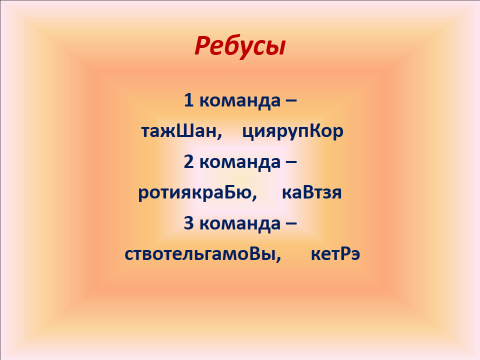 Ребусы
1 команда –
тажШан, циярупКор
2 команда –
ротиякраБю, каВтзя
3 команда –
ствотельгамоВы, кетРэ